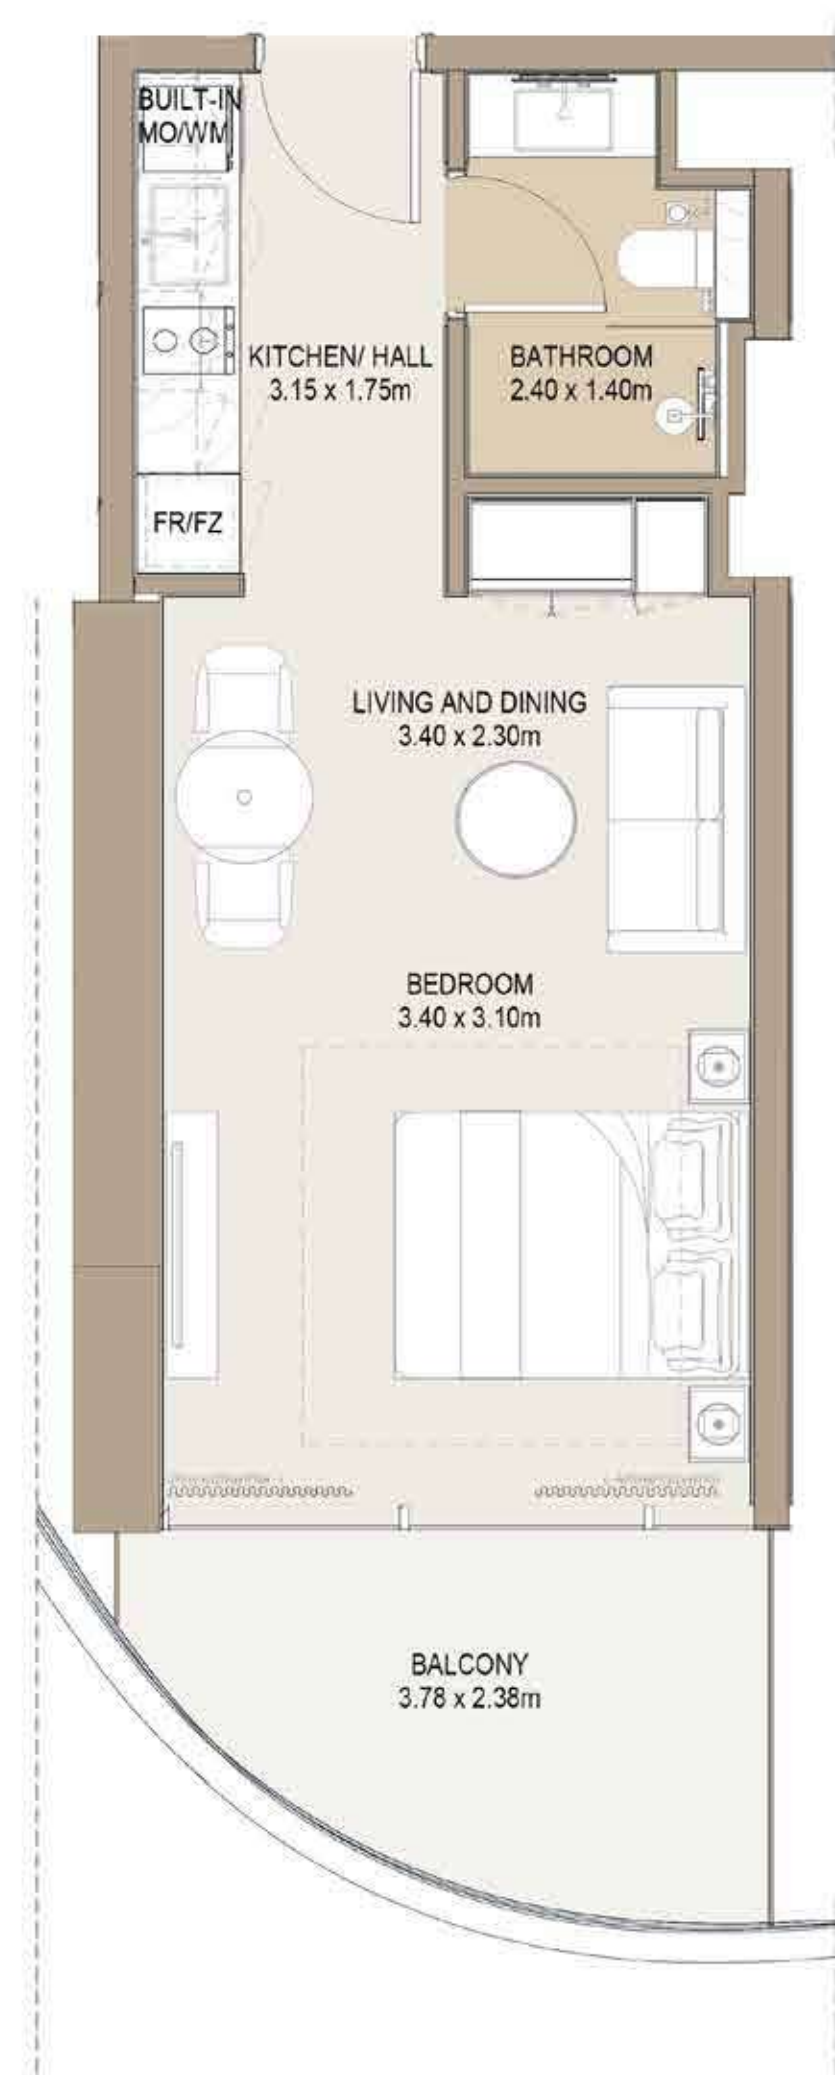 BUILT-IN
MO/WM
KITCHEN/ HALL
3.15 x 1.75m
BATHROOM
2.40 x 1.40m
FR/FZ
LIVING AND DINING
3.40 x 2.30m
BEDROOM
3.40 x 3.10m
BALCONY
3.78 x 2.38m